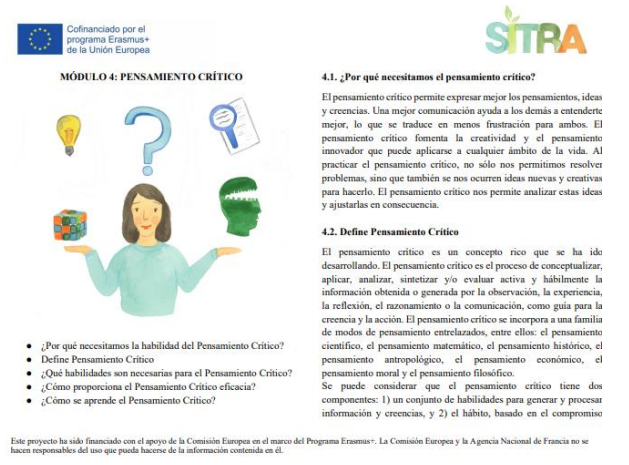 Cofinanciado por el
programa Erasmus+
de la Unión Europea
SITRA
MÓDULO 4: PENSAMIENTO CRÍTICO
● ¿Por qué necesitamos la habilidad del Pensamiento Crítico?
● Define Pensamiento Crítico
● ¿Qué habilidades son necesarias para el Pensamiento Crítico?
● ¿Cómo proporciona el Pensamiento Crítico eficacia?
● ¿Cómo se aprende el Pensamiento Crítico?
4.1. ¿Por qué necesitamos el pensamiento crítico?
El pensamiento crítico permite expresar mejor los pensamientos, ideas
y creencias. Una mejor comunicación ayuda a los demás a entenderte
mejor, lo que se traduce en menos frustración para ambos. El
pensamiento crítico fomenta la creatividad y el pensamiento
innovador que puede aplicarse a cualquier ámbito de la vida. Al
practicar el pensamiento crítico, no sólo nos permitimos resolver
problemas, sino que también se nos ocurren ideas nuevas y creativas
para hacerlo. El pensamiento crítico nos permite analizar estas ideas
y ajustarlas en consecuencia.
4.2. Define Pensamiento Crítico
El pensamiento crítico es un concepto rico que se ha ido
desarrollando. El pensamiento crítico es el proceso de conceptualizar,
aplicar, analizar, sintetizar y/o evaluar activa y hábilmente la
información obtenida o generada por la observación, la experiencia,
la reflexión, el razonamiento o la comunicación, como guía para la
creencia y la acción. El pensamiento crítico se incorpora a una familia
de modos de pensamiento entrelazados, entre ellos: el pensamiento
científico, el pensamiento matemático, el pensamiento histórico, el
pensamiento antropológico, el pensamiento económico, el
pensamiento moral y el pensamiento filosófico.
Se puede considerar que el pensamiento crítico tiene dos
componentes: 1) un conjunto de habilidades para generar y procesar
información y creencias, y 2) el hábito, basado en el compromiso
Este proyecto ha sido financiado con el apoyo de la Comisión Europea en el marco del Programa Erasmus+. La Comisión Europea y la Agencia Nacional de Francia no se
hacen responsables del uso que pueda hacerse de la información contenida en él.